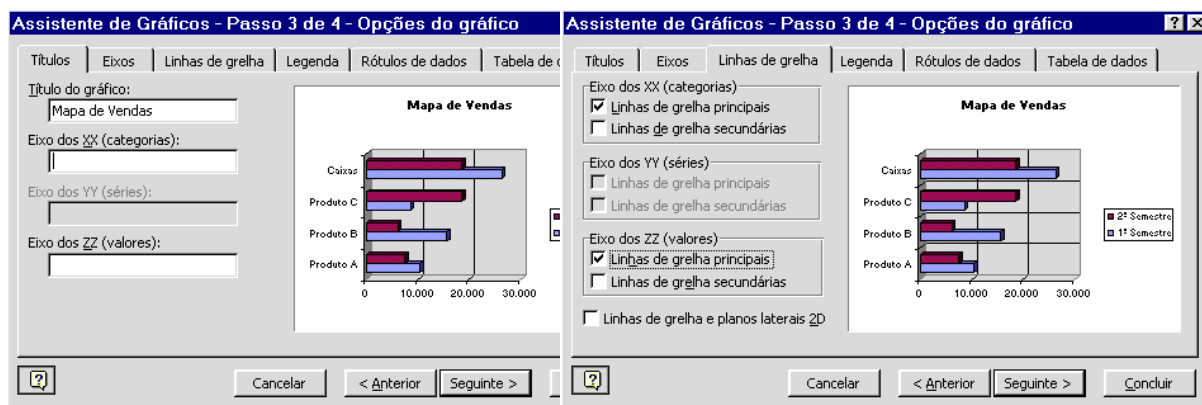 Assistente de Gráficos - Passo 3 de 4 - Opções do gráfico
Títulos
Eixos
Linhas de grelha
Legenda
Rótulos de dados
Tabela de
Título do gráfico:
Mapa de Vendas
Eixo dos XX (categorias):
Eixo dos YY (séries):
Eixo dos ZZ (valores):
Mapa de Vendas
Caixas
Produto C
Produto B
Produto A
0
10.000
20.000
30.000
Cancelar
< Anterior
Seguinte >
Assistente de Gráficos - Passo 3 de 4 - Opções do gráfico
Títulos
Eixos
Linhas de grelha
Legenda
Rótulos de dados
Tabela de dados
Eixo dos XX (categorias)
Linhas de grelha principais
Linhas de grelha secundárias
Eixo dos YY (séries)
Linhas de grelha principais
Linhas de grelha secundárias
Eixo dos ZZ (valores)
Linhas de grelha principais
Linhas de grelha secundárias
Linhas de grelha e planos laterais 2D
Mapa de Vendas
Caixas
Produto C
Produto B
Produto A
0
10.000
20.000
30.000
2º Semestre
1º Semestre
Cancelar
< Anterior
Seguinte >
Concluir